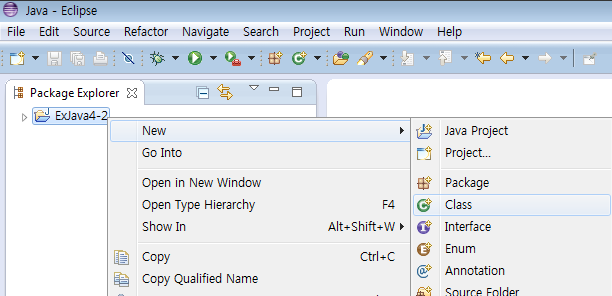 Java - Eclipse
File Edit Source Refactor Navigate Search Project Run Window Help
Package Explorer
ExJava4-2
New
Go Into
Open in New Window
Open Type Hierarchy F4
Show In Alt+Shift+W
Copy Ctrl+C
Copy Qualified Name
Java Project
Project...
Package
Class
Interface
Enum
Annotation
Source Folder